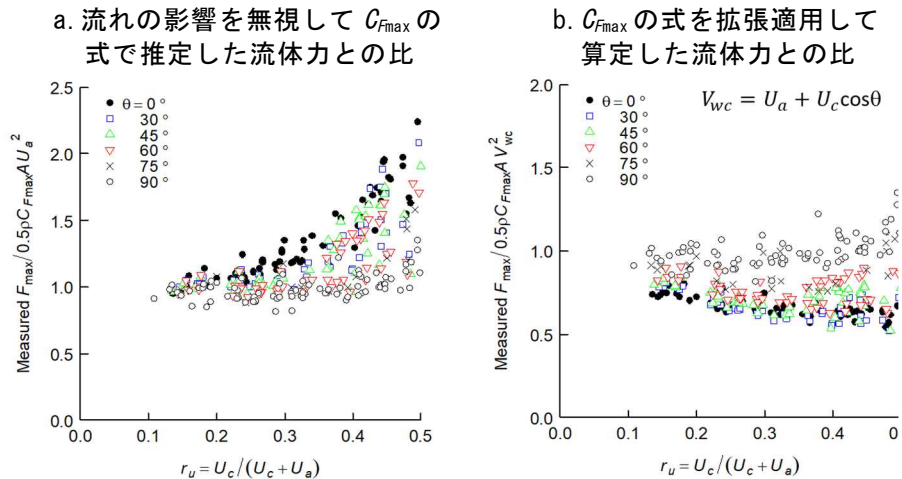 a. 流れの影響を無視して CFmax の
式で推定した流体力との比
b. CFmax の式を拡張適用して
算定した流体力との比
2.5
2.0
1.5
1.0
0.5
0.0
Measured Fmax/0.5ρCFmaxAUa²
θ= 0 °
30 °
45 °
60 °
75 °
90 °
0.0 0.1 0.2 0.3 0.4 0.5
ru = Uc/(Uc+Ua)
2.0
1.5
1.0
0.5
0.0
Measured Fmax/0.5ρCFmaxAVwc²
θ= 0 °
30 °
45 °
60 °
75 °
90 °
Vwc = Ua + Uccosθ
0.0 0.1 0.2 0.3 0.4 0
ru = Uc/(Uc+Ua)